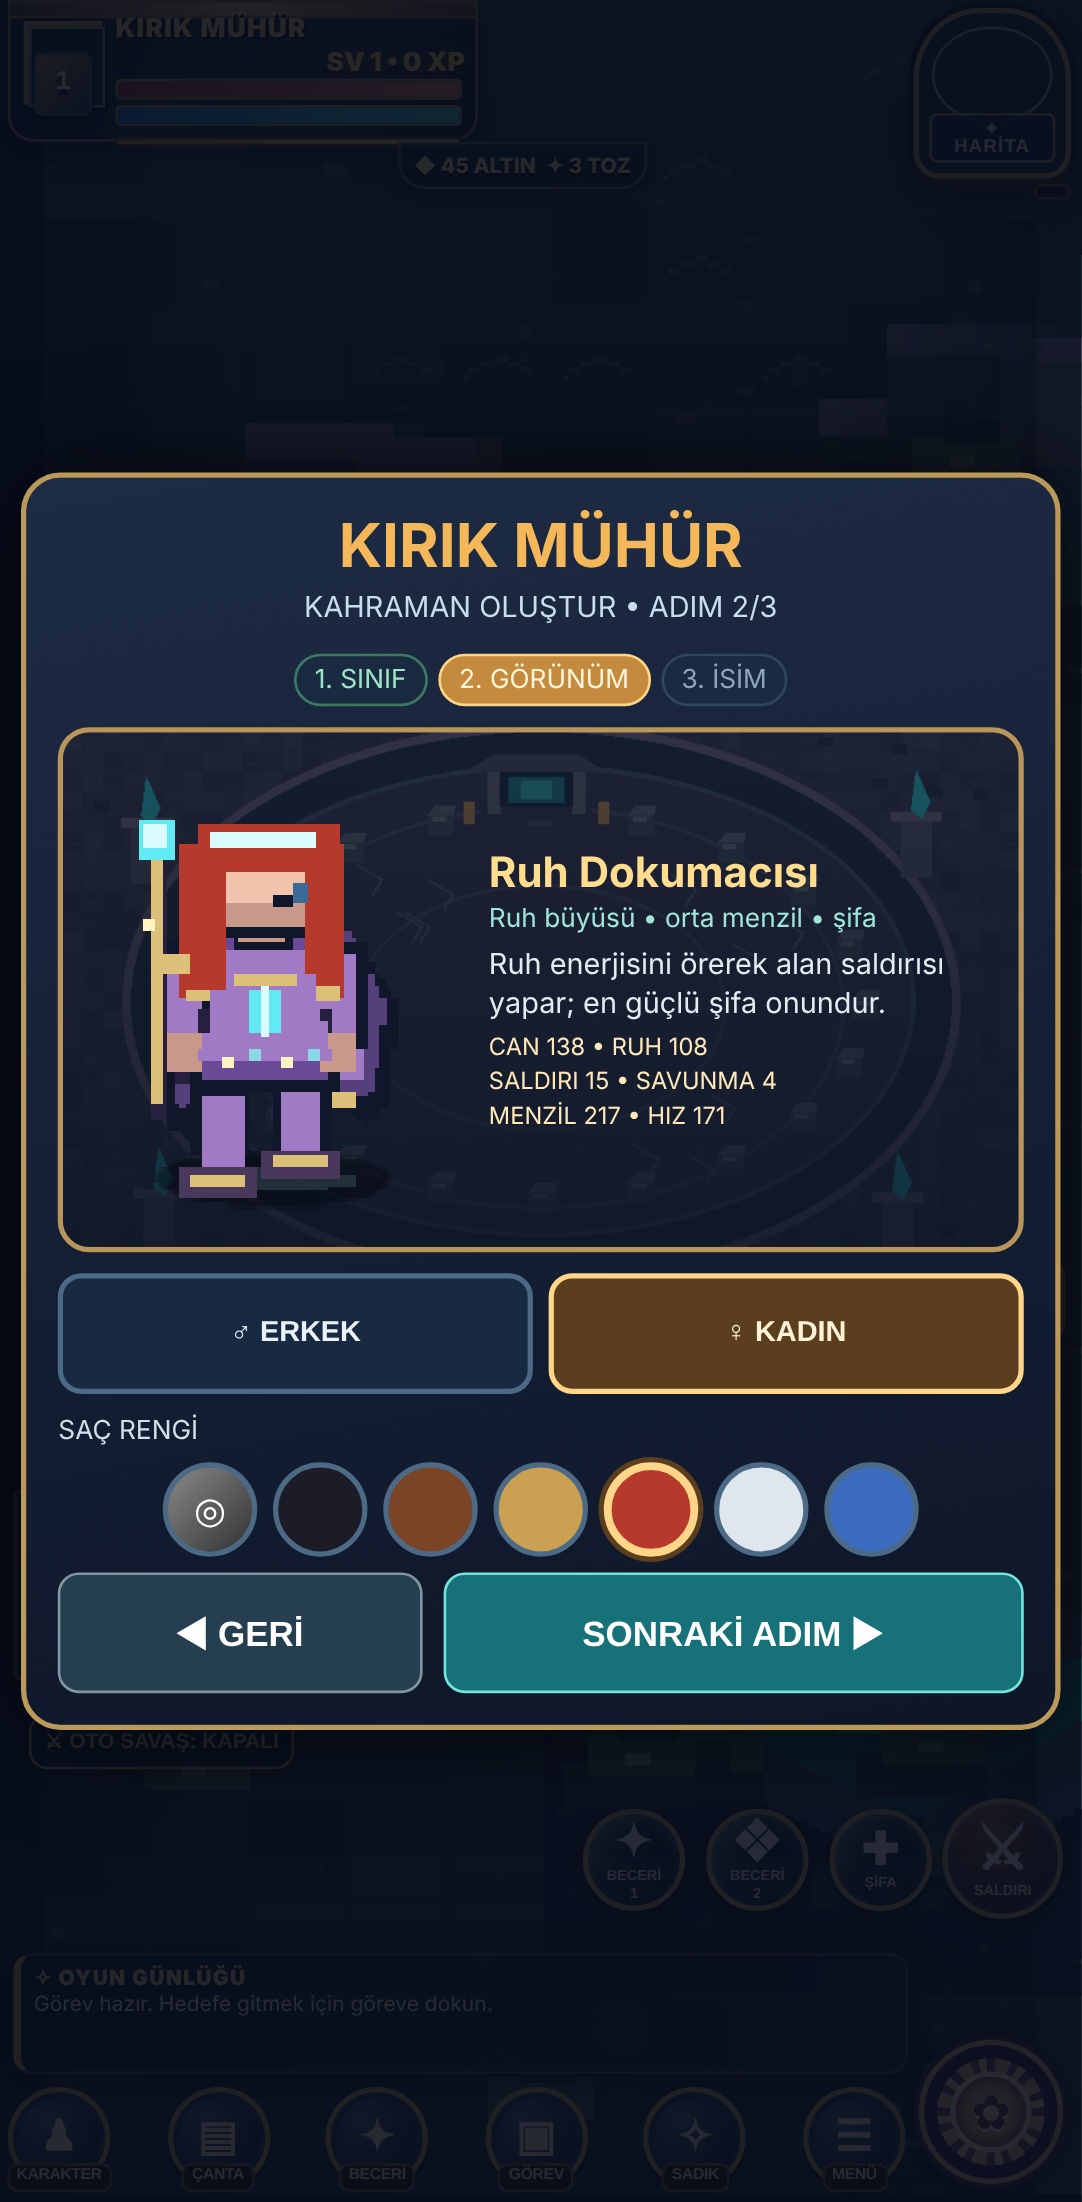 KIRIK MÜHÜR
SV 1 • 0 XP
1
◆ 45 ALTIN ✦ 3 TOZ
✦
HARİTA
KIRIK MÜHÜR
KAHRAMAN OLUŞTUR • ADIM 2/3
1. SINIF
2. GÖRÜNÜM
3. İSİM
Ruh Dokumacısı
Ruh büyüsü • orta menzil • şifa
Ruh enerjisini örerek alan saldırısı
yapar; en güçlü şifa onundur.
CAN 138 • RUH 108
SALDIRI 15 • SAVUNMA 4
MENZİL 217 • HIZ 171
♂ ERKEK
♀ KADIN
SAÇ RENGİ
◀ GERİ
SONRAKİ ADIM ▶
⚔ OTO SAVAŞ: KAPALI
BECERİ
1
BECERİ
2
ŞİFA
SALDIRI
✧ OYUN GÜNLÜĞÜ
Görev hazır. Hedefe gitmek için göreve dokun.
KARAKTER
ÇANTA
BECERİ
GÖREV
SADIK
MENÜ